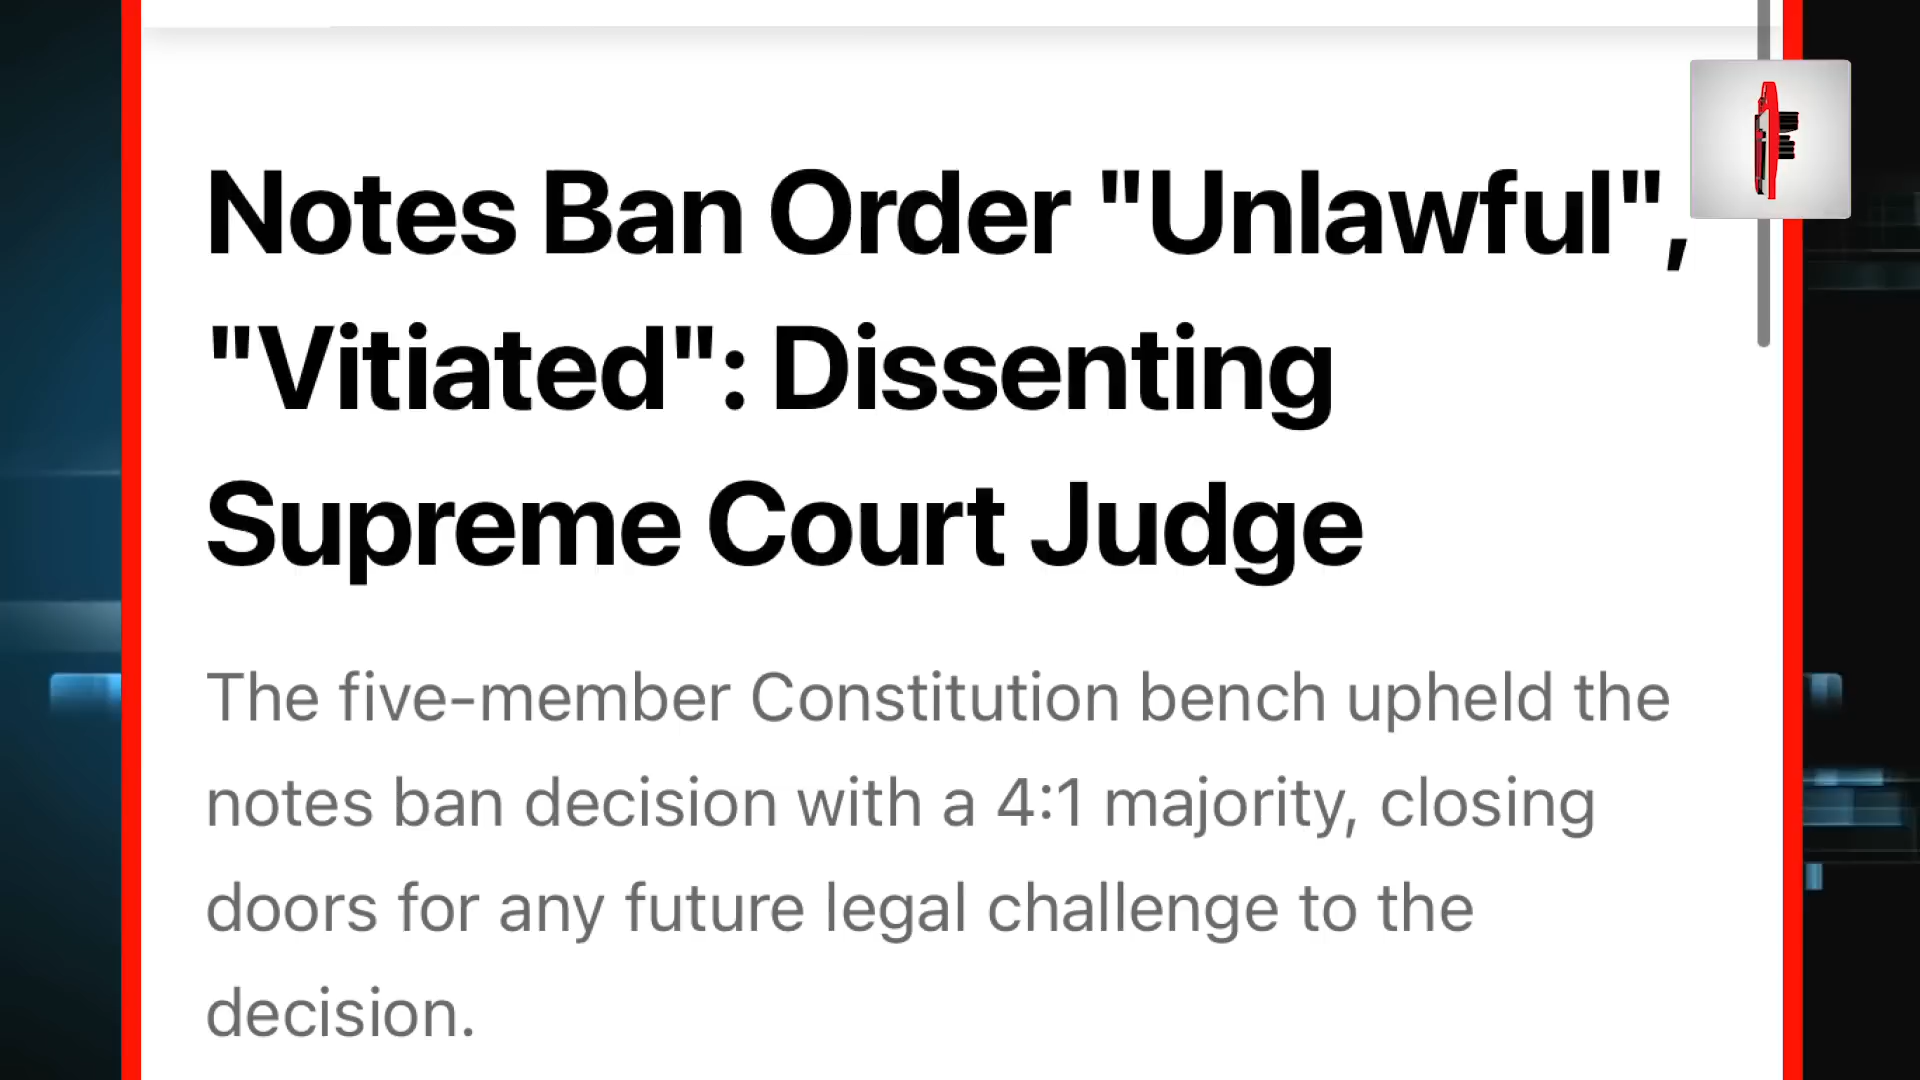 Notes Ban Order "Unlawful",
"Vitiated": Dissenting
Supreme Court Judge
The five-member Constitution bench upheld the
notes ban decision with a 4:1 majority, closing
doors for any future legal challenge to the
decision.